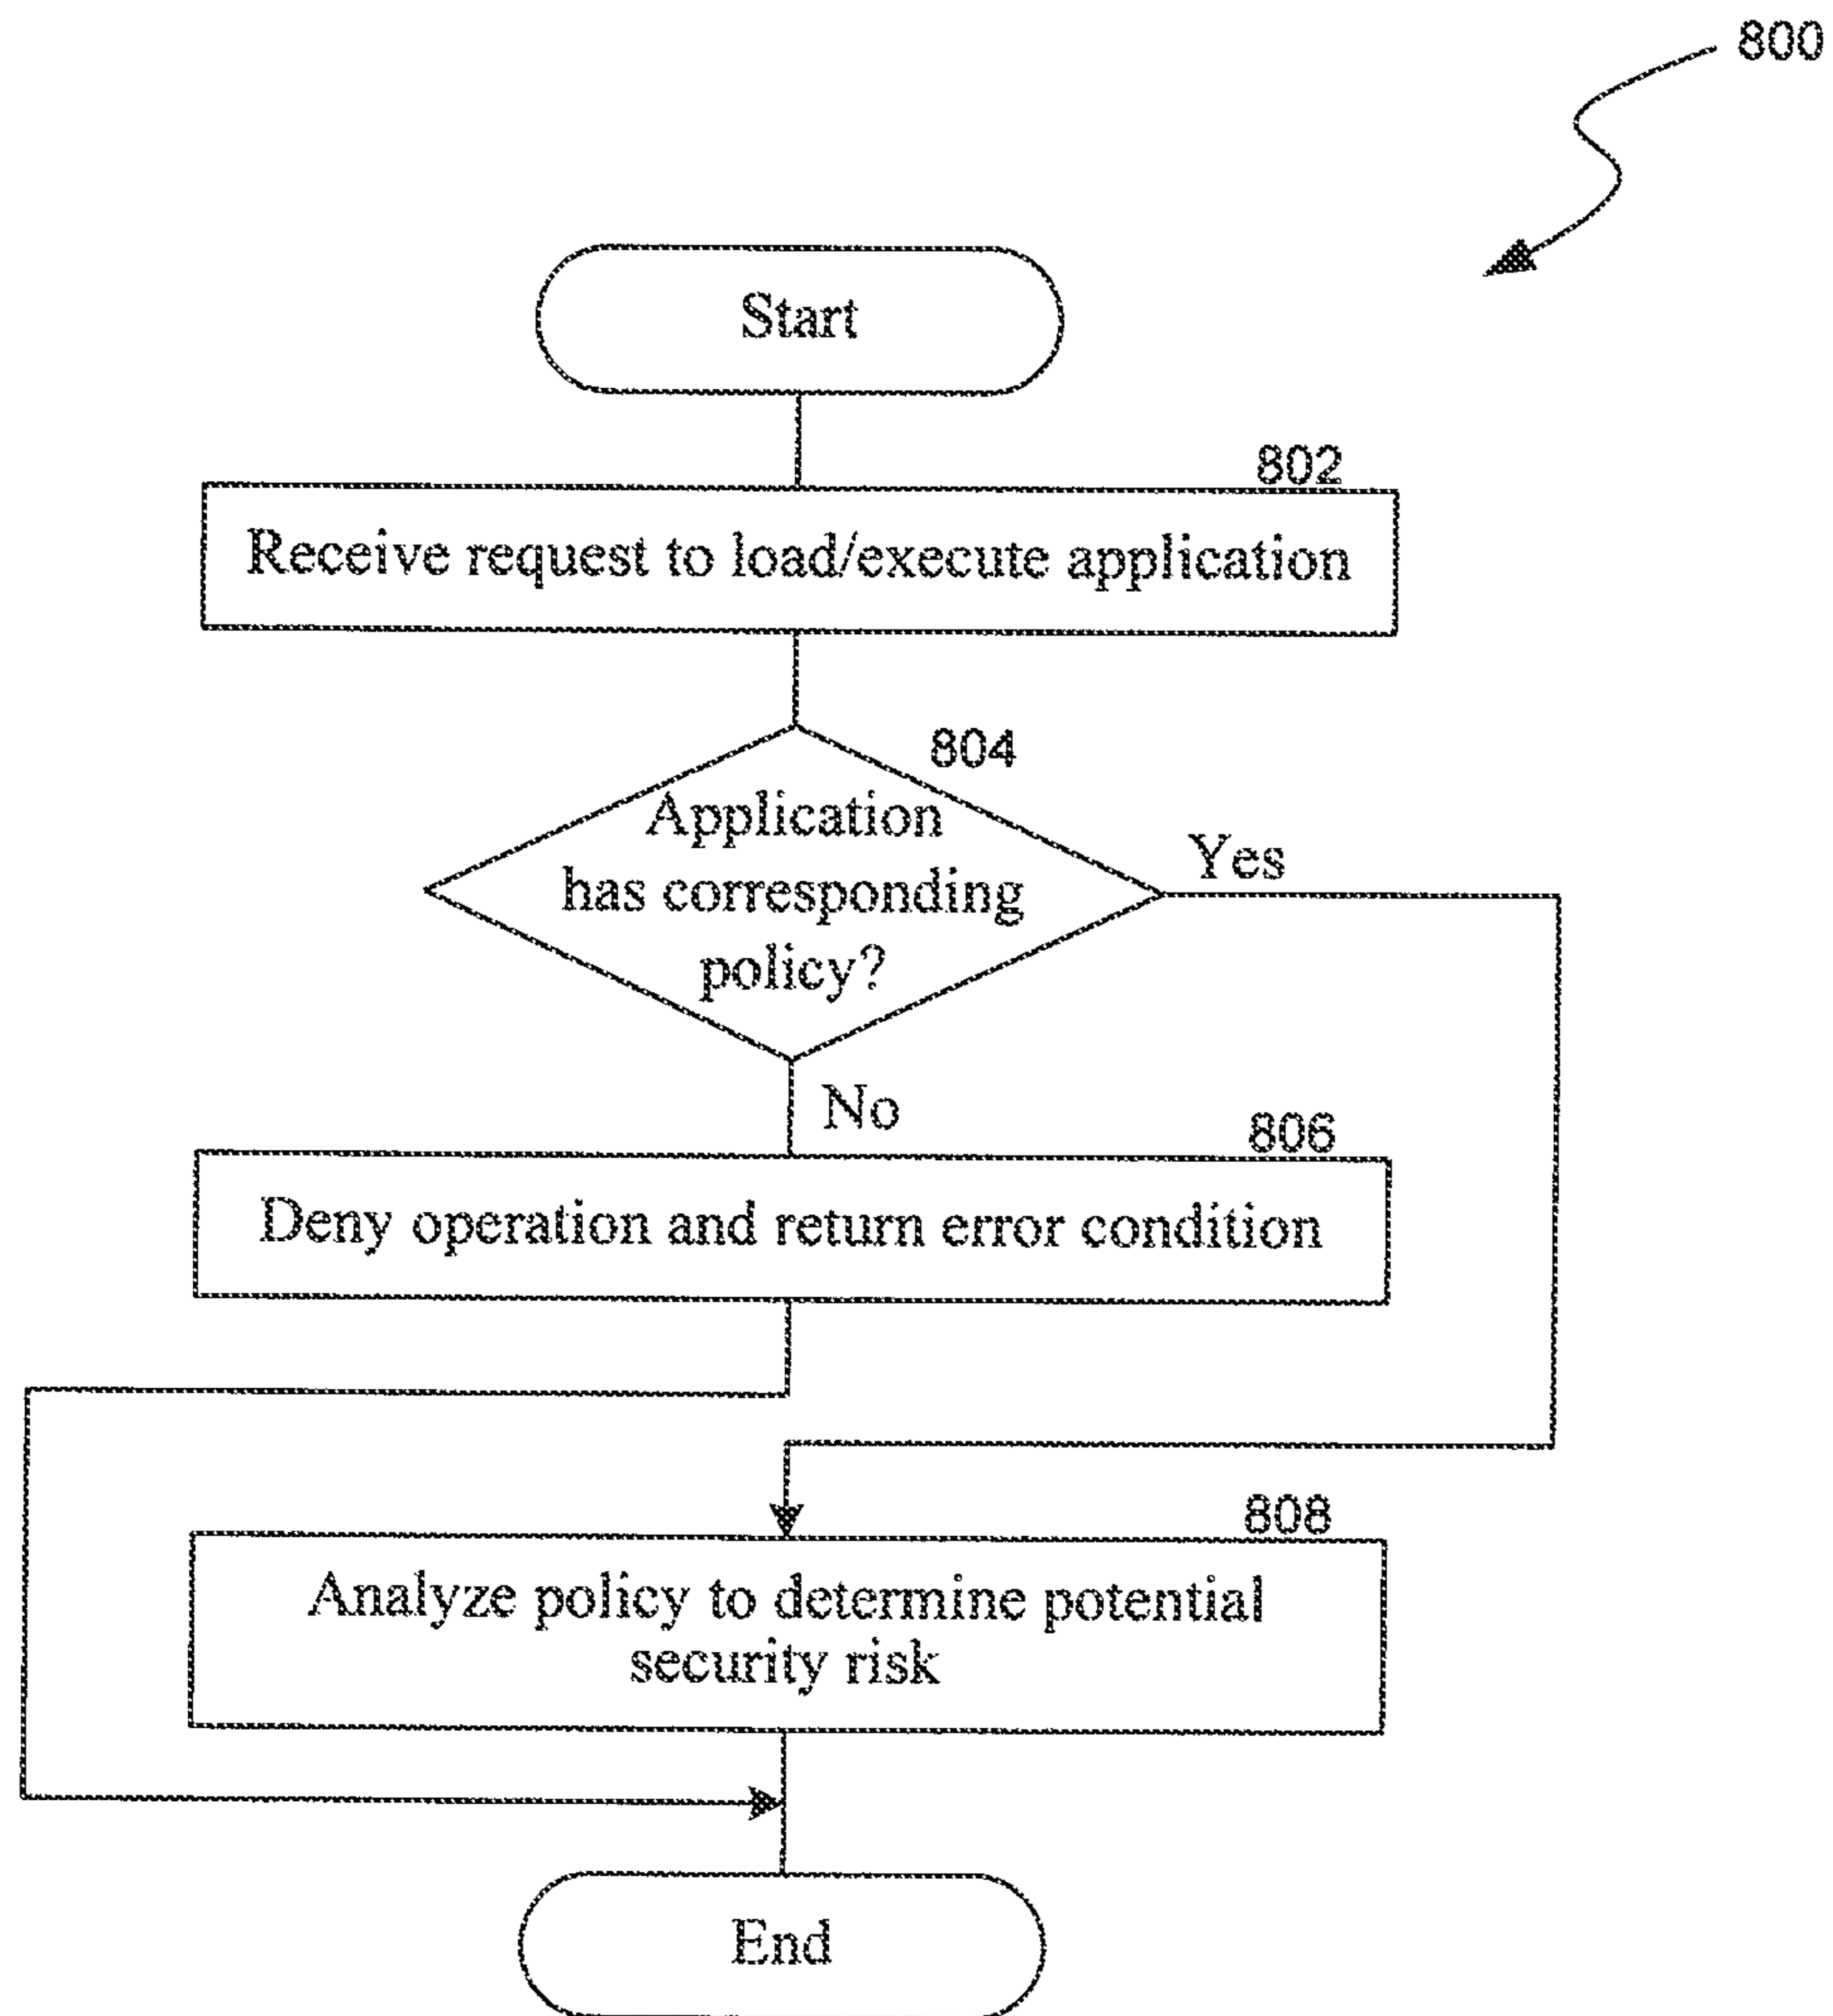 800
Start
802
Receive request to load/execute application
804
Application
has corresponding
policy?
Yes
No
806
Deny operation and return error condition
808
Analyze policy to determine potential
security risk
End